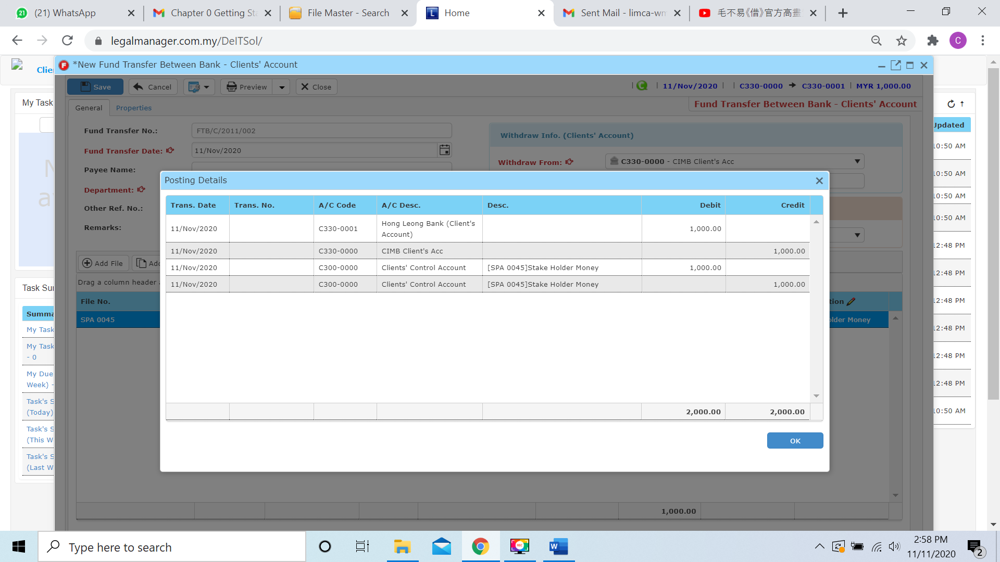 21 (21) WhatsApp
Chapter 0 Getting Sta
File Master - Search
L Home
Sent Mail - limca-wm
毛不易《借》官方高畫
legalmanager.com.my/DeITSol/
C
Clie
F *New Fund Transfer Between Bank - Clients' Account
Save Cancel Preview Close
| C | 11/Nov/2020 | | C330-0000 → C330-0001 | MYR 1,000.00
My Task
General Properties
Fund Transfer Between Bank - Clients' Account
Updated
Fund Transfer No.: FTB/C/2011/002
Withdraw Info. (Clients' Account)
Fund Transfer Date: 11/Nov/2020
10:50 AM
Payee Name:
Withdraw From: C330-0000 - CIMB Client's Acc
10:50 AM
Posting Details
Department:
10:50 AM
Trans. Date Trans. No. A/C Code A/C Desc. Desc. Debit Credit
Other Ref. No.:
10:50 AM
Remarks:
11/Nov/2020 C330-0001 Hong Leong Bank (Client's
Account) 1,000.00
12:48 PM
11/Nov/2020 C330-0000 CIMB Client's Acc 1,000.00
Add File Add
11/Nov/2020 C300-0000 Clients' Control Account [SPA 0045]Stake Holder Money 1,000.00
12:48 PM
Drag a column header
11/Nov/2020 C300-0000 Clients' Control Account [SPA 0045]Stake Holder Money 1,000.00
Task Su
12:48 PM
File No. tion
SPA 0045 older Money
Summa
My Task
12:48 PM
My Task
- 0
12:48 PM
My Due
Week) -
12:48 PM
Task's S
(Today)
2,000.00 2,000.00
10:50 AM
Task's S
(This W
OK
Task's S
(Last W
1,000.00
Type here to search
REC
W
2:58 PM
11/11/2020
2